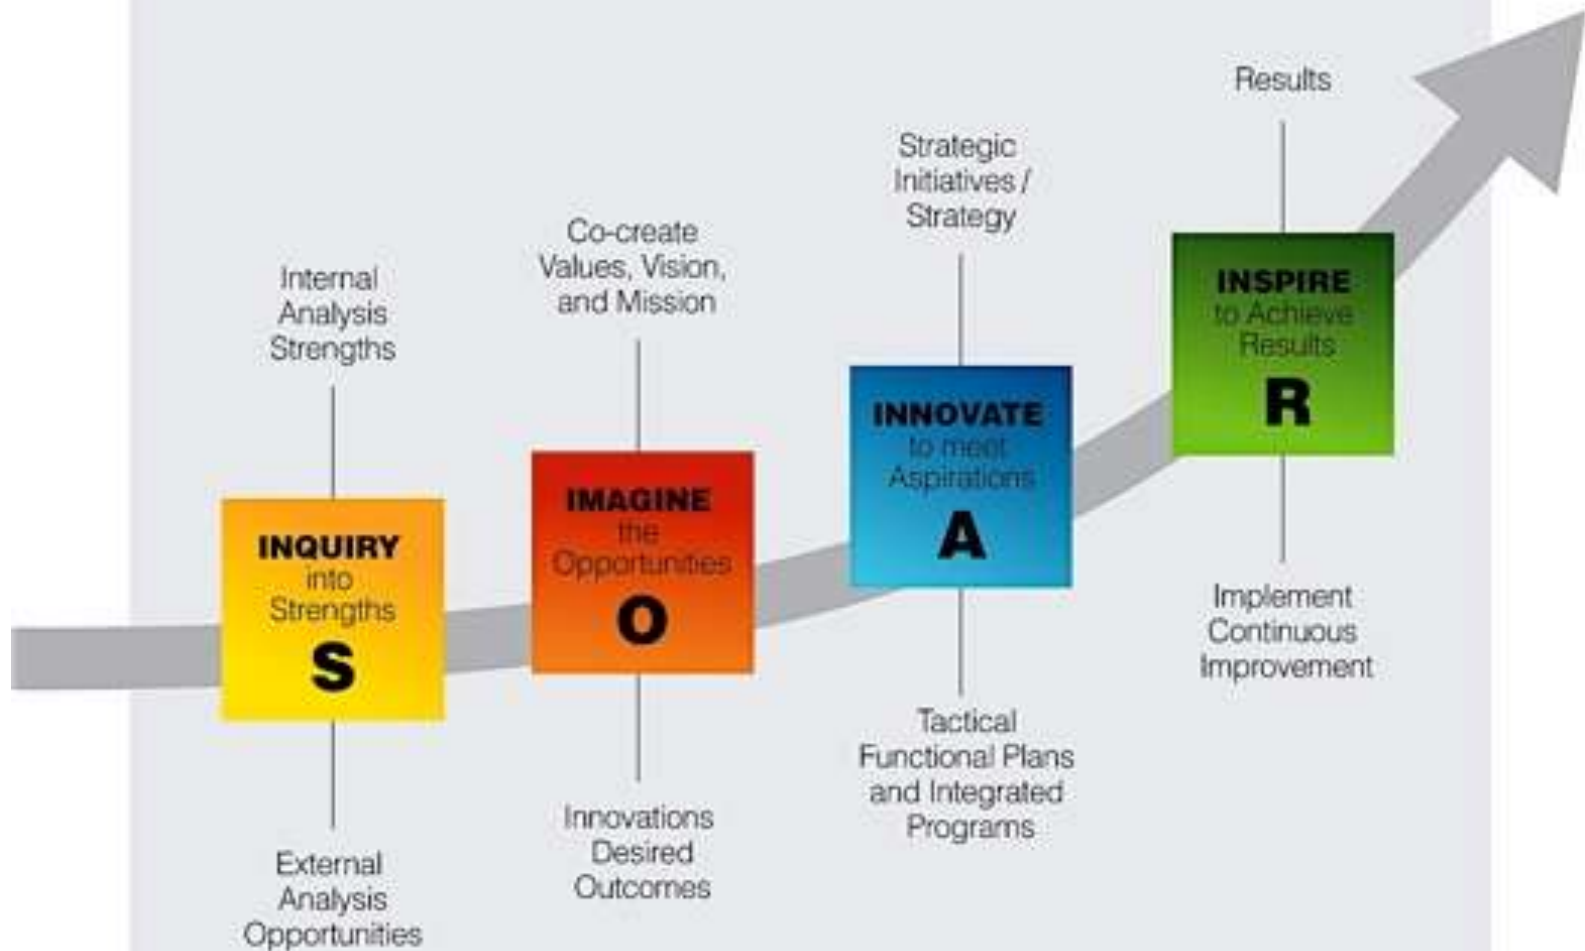 Internal
Analysis
Strengths
INQUIRY
into
Strengths
S
External
Analysis
Opportunities
Co-create
Values, Vision,
and Mission
IMAGINE
the
Opportunities
O
Innovations
Desired
Outcomes
Strategic
Initiatives /
Strategy
INNOVATE
to meet
Aspirations
A
Tactical
Functional Plans
and Integrated
Programs
Results
INSPIRE
to Achieve
Results
R
Implement
Continuous
Improvement